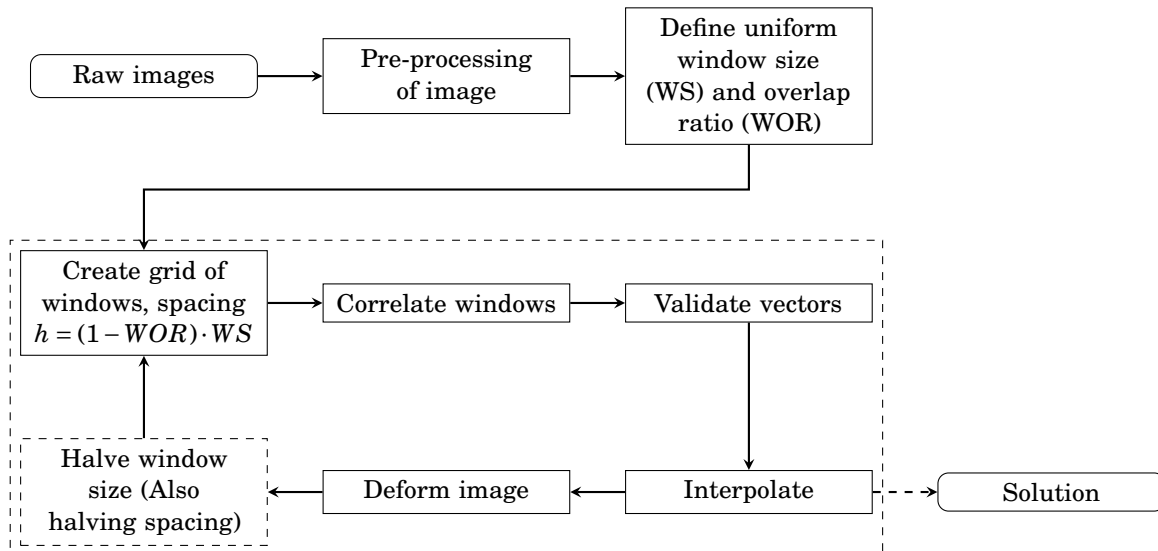 Raw images
Pre-processing
of image
Define uniform
window size
(WS) and overlap
ratio (WOR)
Create grid of
windows, spacing
h = (1 − WOR) · WS
Correlate windows
Validate vectors
Halve window
size (Also
halving spacing)
Deform image
Interpolate
Solution